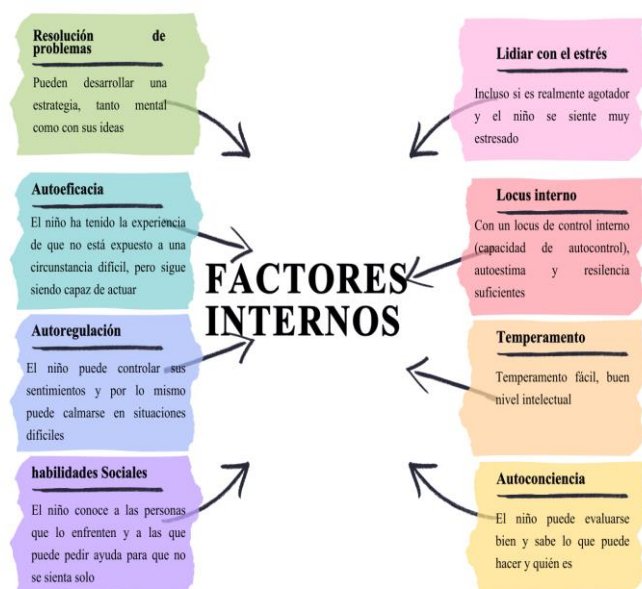 Resolución de
problemas
Pueden desarrollar una
estrategia, tanto mental
como con sus ideas
Autoeficacia
El niño ha tenido la experiencia
de que no está expuesto a una
circunstancia difícil, pero sigue
siendo capaz de actuar
Autoregulación
El niño puede controlar sus
sentimientos y por lo mismo
puede calmarse en situaciones
difíciles
habilidades Sociales
El niño conoce a las personas
que lo enfrenten y a las que
puede pedir ayuda para que no
se sienta solo
FACTORES
INTERNOS
Lidiar con el estrés
Incluso si es realmente agotador
y el niño se siente muy
estresado
Locus interno
Con un locus de control interno
(capacidad de autocontrol),
autoestima y resilencia
suficientes
Temperamento
Temperamento fácil, buen
nivel intelectual
Autoconciencia
El niño puede evaluarse
bien y sabe lo que puede
hacer y quién es